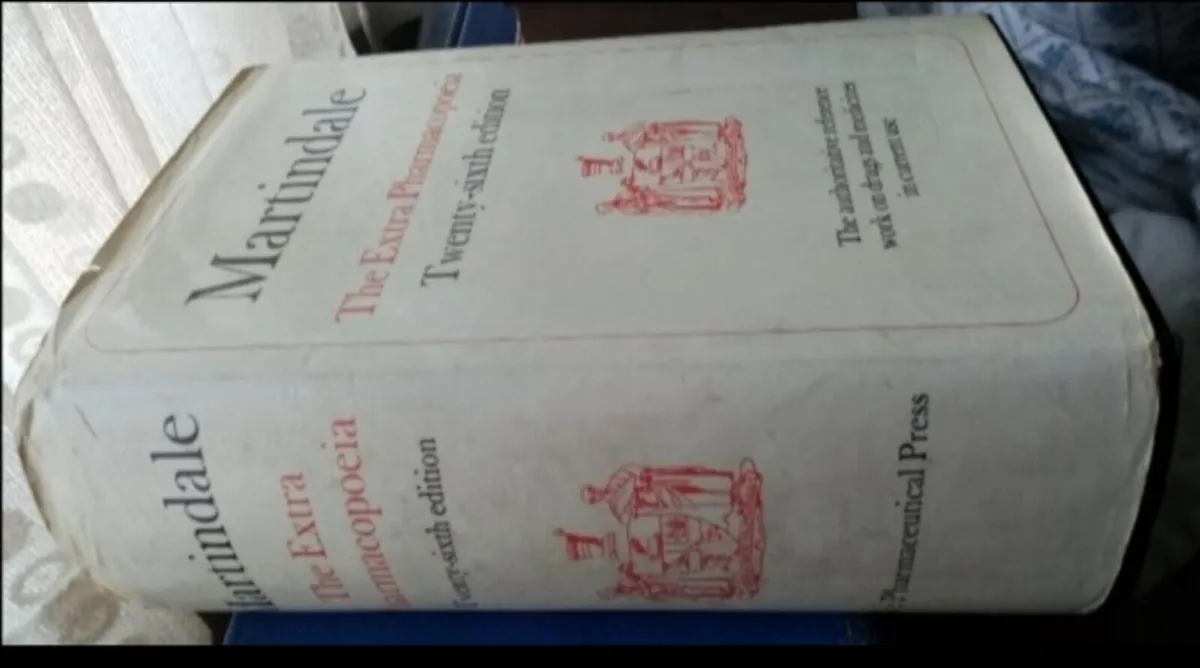 Martindale
The Extra Pharmacopoeia
Twenty-sixth edition
The authoritative reference
work on drugs and medicines
in current use
Martindale
The Extra
Pharmacopoeia
Twenty-sixth edition
Pharmaceutical Press